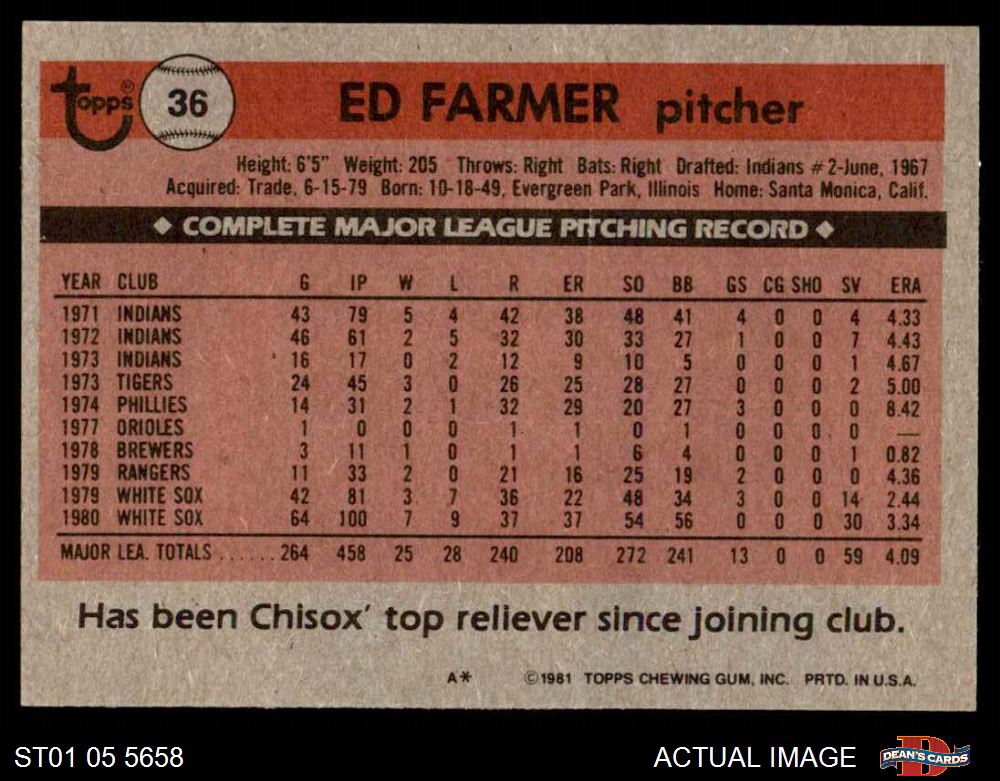 Topps 36 ED FARMER pitcher
Height: 6'5" Weight: 205 Throws: Right Bats: Right Drafted: Indians #2-June, 1967
Acquired: Trade, 6-15-79 Born: 10-18-49, Evergreen Park, Illinois Home: Santa Monica, Calif.
◆ COMPLETE MAJOR LEAGUE PITCHING RECORD ◆
YEAR CLUB G IP W L R ER SO BB GS CG SHO SV ERA
1971 INDIANS 43 79 5 4 42 38 48 41 4 0 0 4 4.33
1972 INDIANS 46 61 2 5 32 30 33 27 1 0 0 7 4.43
1973 INDIANS 16 17 0 2 12 9 10 5 0 0 0 1 4.67
1973 TIGERS 24 45 3 0 26 25 28 27 0 0 0 2 5.00
1974 PHILLIES 14 31 2 1 32 29 20 27 3 0 0 0 8.42
1977 ORIOLES 1 0 0 0 1 1 0 1 0 0 0 0 —
1978 BREWERS 3 11 1 0 1 1 6 4 0 0 0 1 0.82
1979 RANGERS 11 33 2 0 21 16 25 19 2 0 0 0 4.36
1979 WHITE SOX 42 81 3 7 36 22 48 34 3 0 0 14 2.44
1980 WHITE SOX 64 100 7 9 37 37 54 56 0 0 0 30 3.34
MAJOR LEA. TOTALS ...... 264 458 25 28 240 208 272 241 13 0 0 59 4.09
Has been Chisox' top reliever since joining club.
A* ©1981 TOPPS CHEWING GUM, INC. PRTD. IN U.S.A.
ST01 05 5658 ACTUAL IMAGE DEAN'S CARDS